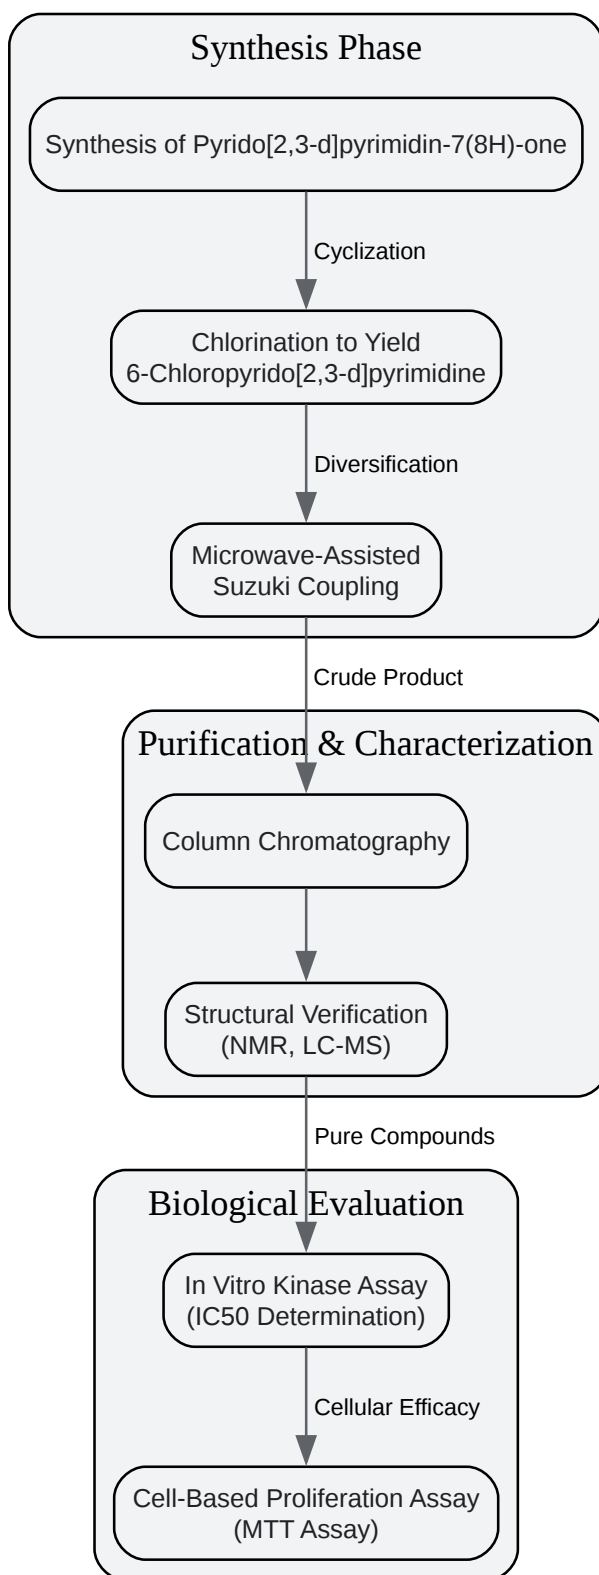 Synthesis Phase
Synthesis of Pyrido[2,3-d]pyrimidin-7(8H)-one
Cyclization
Chlorination to Yield
6-Chloropyrido[2,3-d]pyrimidine
Diversification
Microwave-Assisted
Suzuki Coupling
Crude Product
Purification & Characterization
Column Chromatography
Structural Verification
(NMR, LC-MS)
Pure Compounds
Biological Evaluation
In Vitro Kinase Assay
(IC50 Determination)
Cellular Efficacy
Cell-Based Proliferation Assay
(MTT Assay)